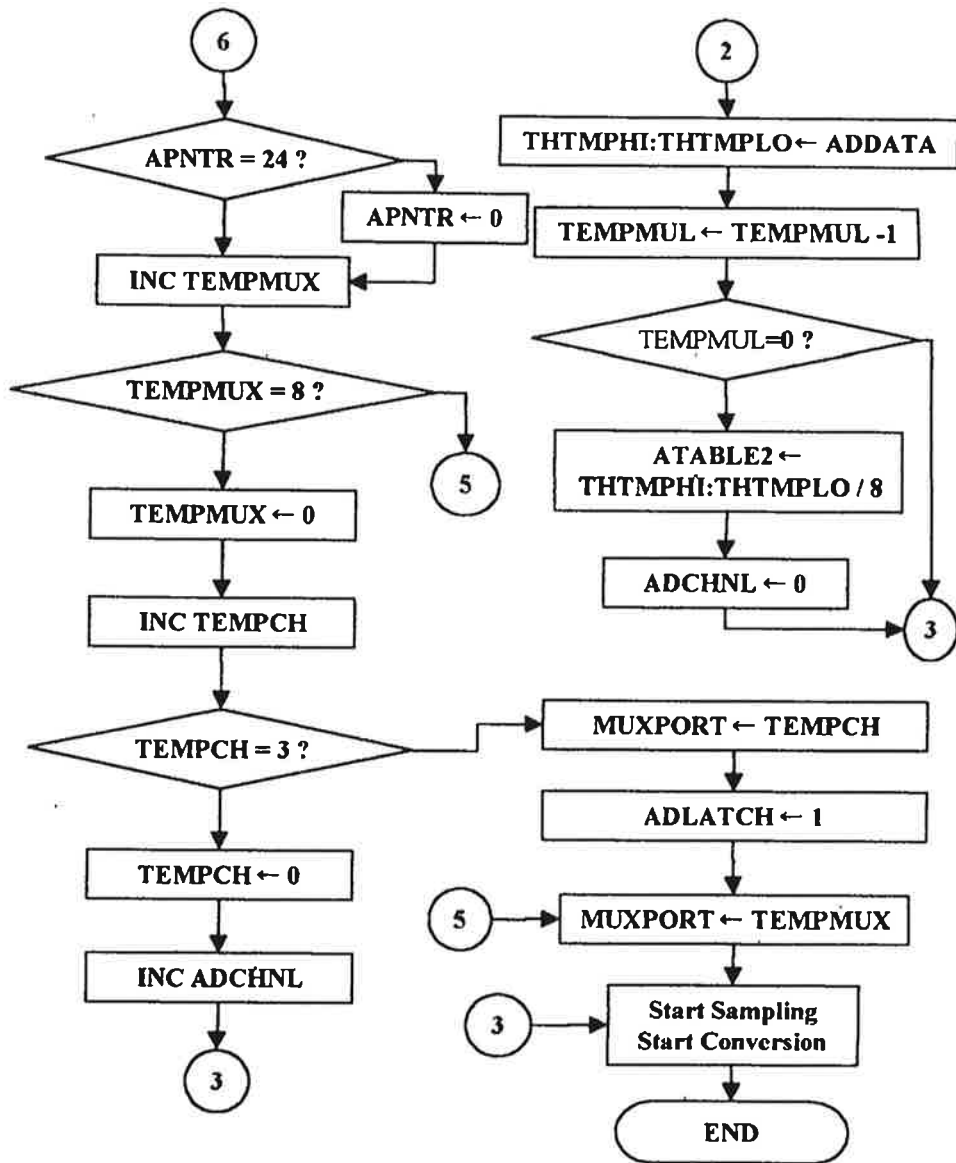 6
APNTR = 24 ?
APNTR ← 0
INC TEMPMUX
TEMPMUX = 8 ?
5
TEMPMUX ← 0
INC TEMPCH
TEMPCH = 3 ?
TEMPCH ← 0
INC ADCHNL
3
2
THTMPHI:THTMPLO ← ADDATA
TEMPMUL ← TEMPMUL -1
TEMPMUL=0 ?
ATABLE2 ←
THTMPHI:THTMPLO / 8
ADCHNL ← 0
3
MUXPORT ← TEMPCH
ADLATCH ← 1
5
MUXPORT ← TEMPMUX
3
Start Sampling
Start Conversion
END